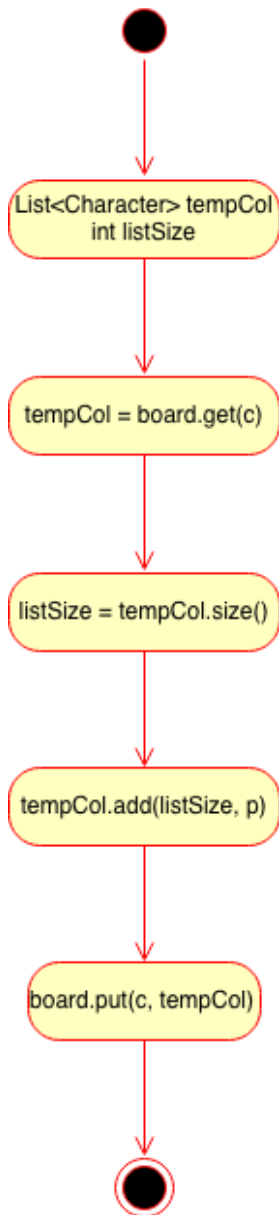 List<Character> tempCol
int listSize
tempCol = board.get(c)
listSize = tempCol.size()
tempCol.add(listSize, p)
board.put(c, tempCol)